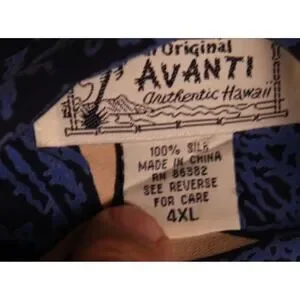 Original
AVANTI
authentic Hawaii
100% SILK
MADE IN CHINA
RN 86382
SEE REVERSE
FOR CARE
4XL